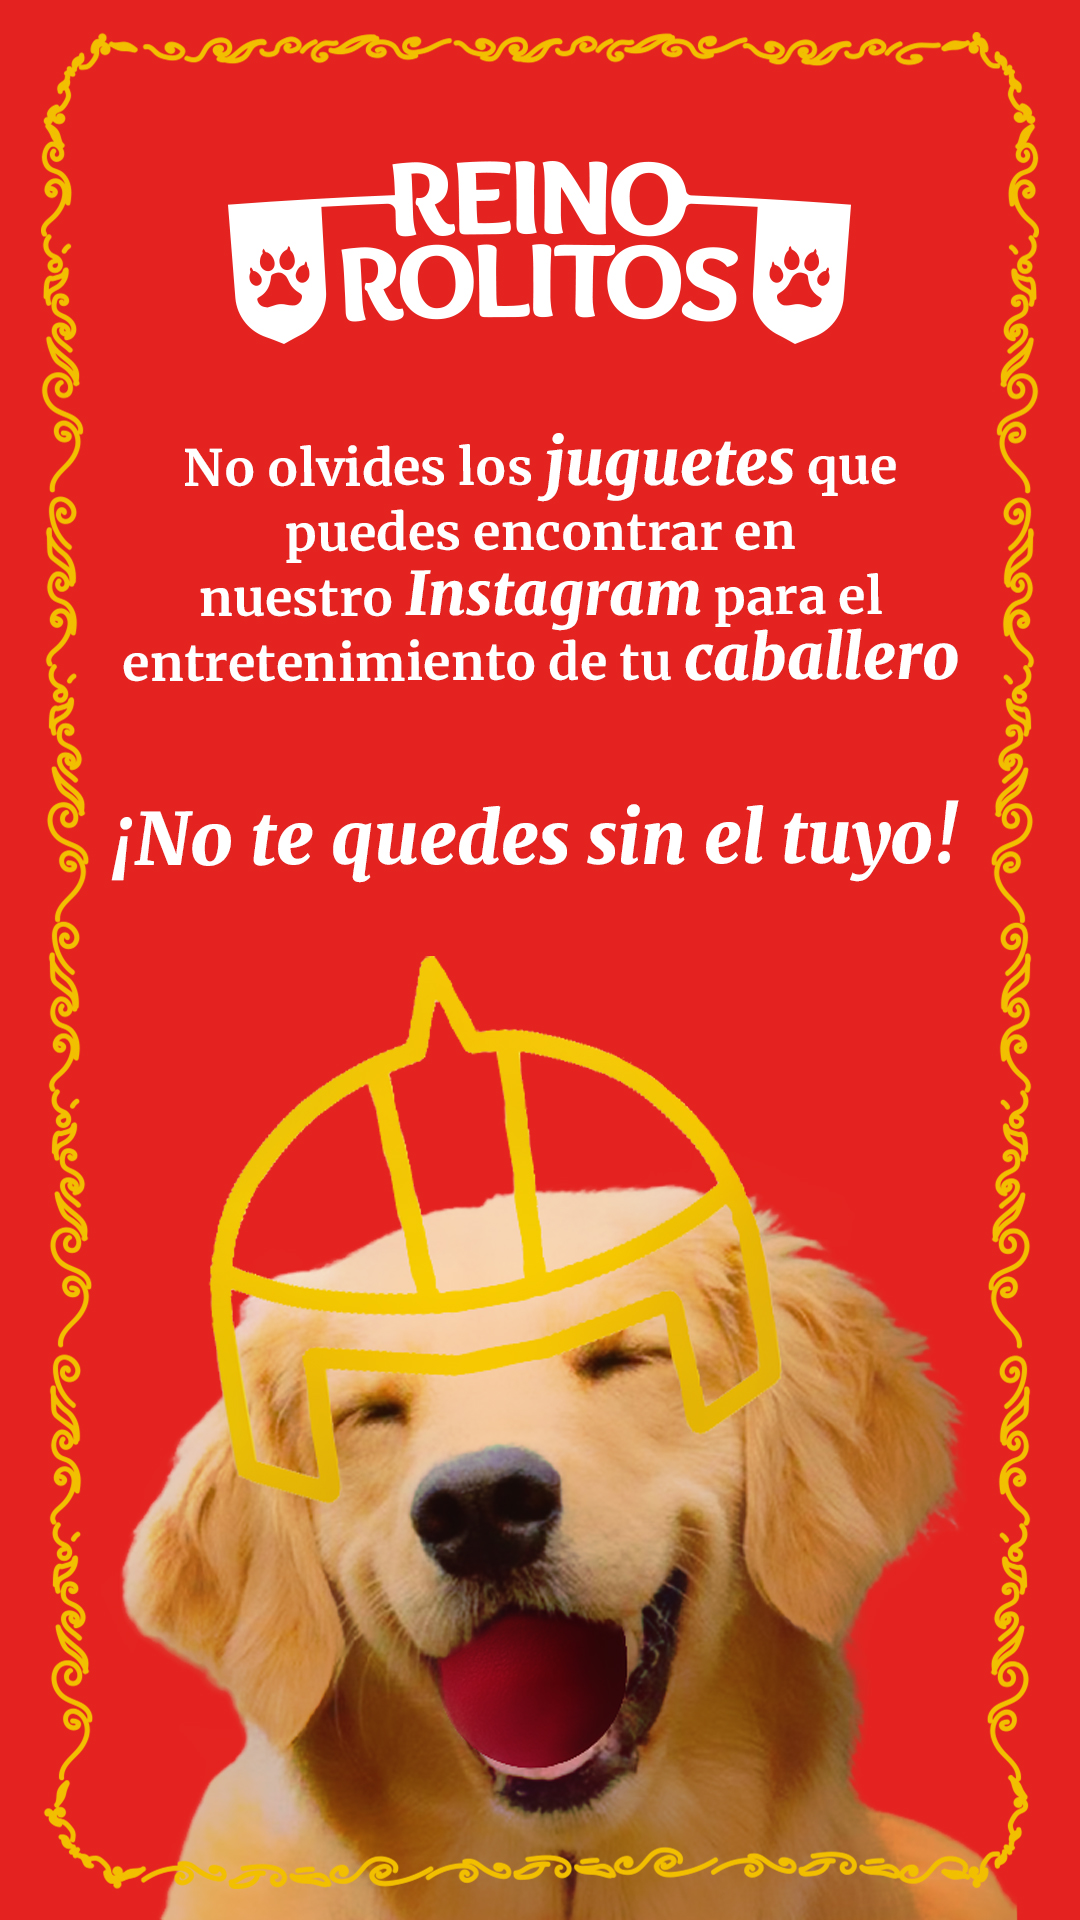 REINO
ROLITOS
No olvides los juguetes que
puedes encontrar en
nuestro Instagram para el
entretenimiento de tu caballero
¡No te quedes sin el tuyo!